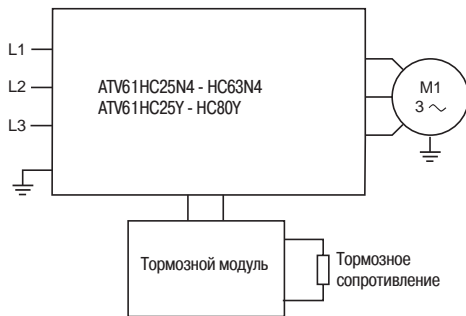 L1
L2
L3
ATV61HC25N4 - HC63N4
ATV61HC25Y - HC80Y
M1
3 ~
Тормозной модуль
Тормозное
сопротивление